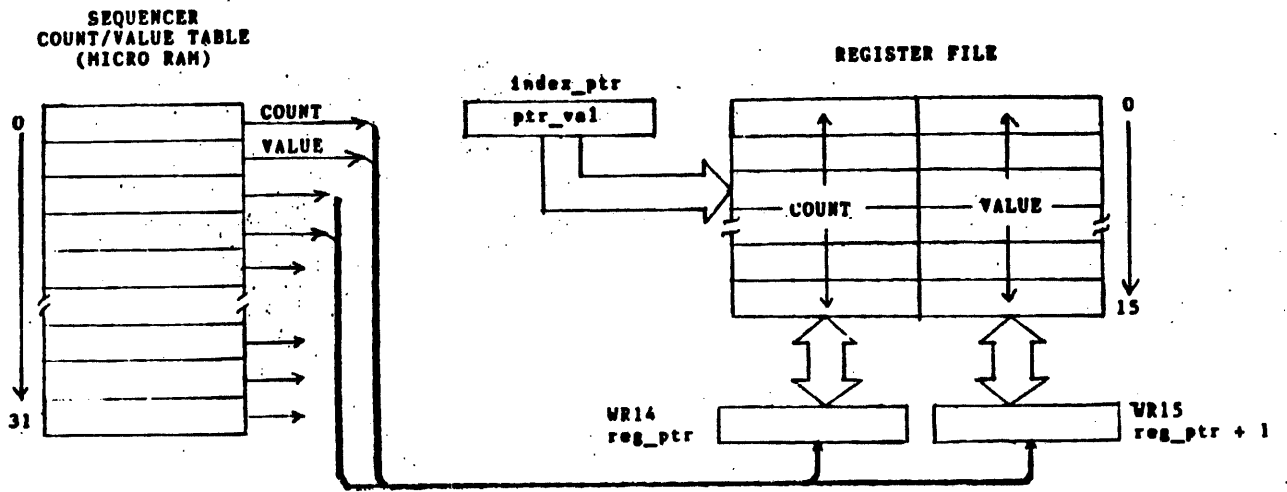 SEQUENCER
COUNT/VALUE TABLE
(MICRO RAM)
REGISTER FILE
index_ptr
ptr_val
0
COUNT
VALUE
31
0
COUNT
VALUE
15
WR14
reg_ptr
WR15
reg_ptr + 1